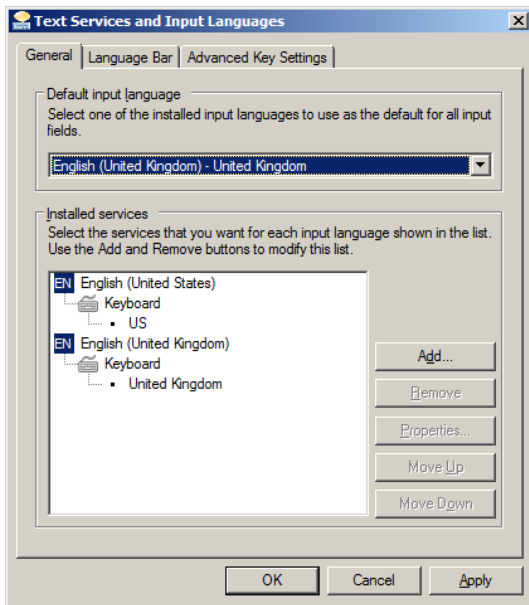 Text Services and Input Languages
General
Language Bar
Advanced Key Settings
Default input language
Select one of the installed input languages to use as the default for all input
fields.
English (United Kingdom) - United Kingdom
Installed services
Select the services that you want for each input language shown in the list.
Use the Add and Remove buttons to modify this list.
EN English (United States)
Keyboard
US
EN English (United Kingdom)
Keyboard
United Kingdom
Add...
Remove
Properties...
Move Up
Move Down
OK
Cancel
Apply